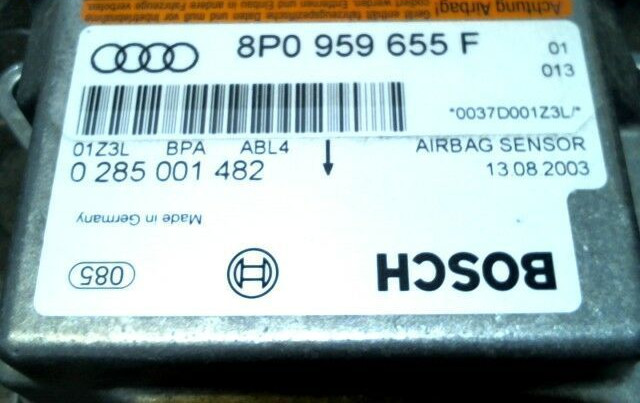 Achtung Airbag!
8P0 959 655 F
01
013
*0037D001Z3L/*
01Z3L BPA ABL4
AIRBAG SENSOR
0 285 001 482
13.08.2003
Made in Germany
085
BOSCH